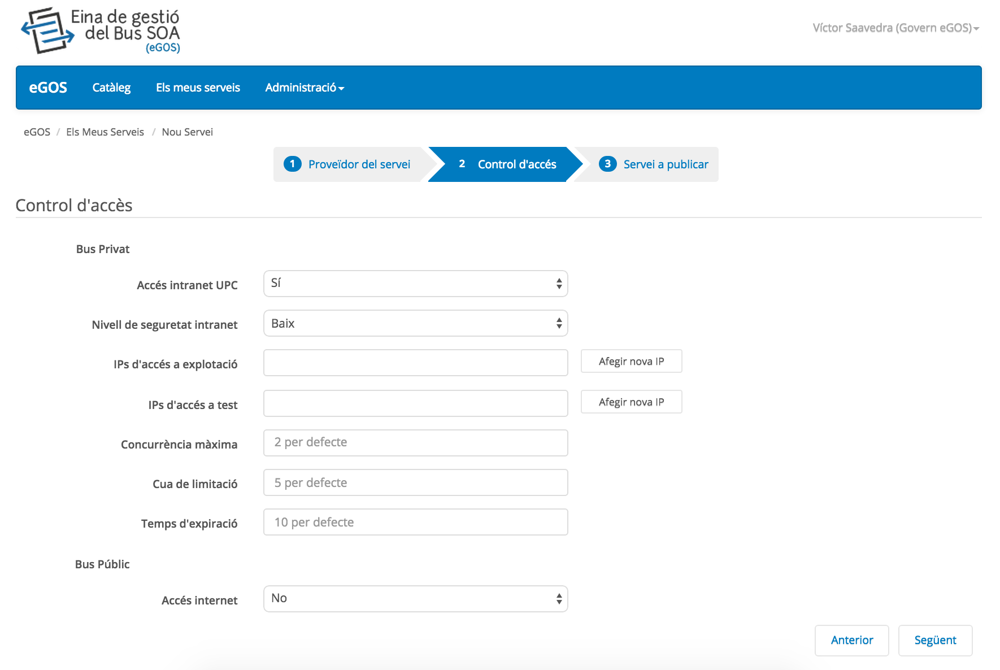 Eina de gestió
del Bus SOA
(eGOS)
Víctor Saavedra (Govern eGOS)
eGOS Catàleg Els meus serveis Administració
eGOS / Els Meus Serveis / Nou Servei
1 Proveïdor del servei 2 Control d'accés 3 Servei a publicar
Control d'accès
Bus Privat
Accés intranet UPC Sí
Nivell de seguretat intranet Baix
IPs d'accés a explotació Afegir nova IP
IPs d'accés a test Afegir nova IP
Concurrència màxima 2 per defecte
Cua de limitació 5 per defecte
Temps d'expiració 10 per defecte
Bus Públic
Accés internet No
Anterior Següent